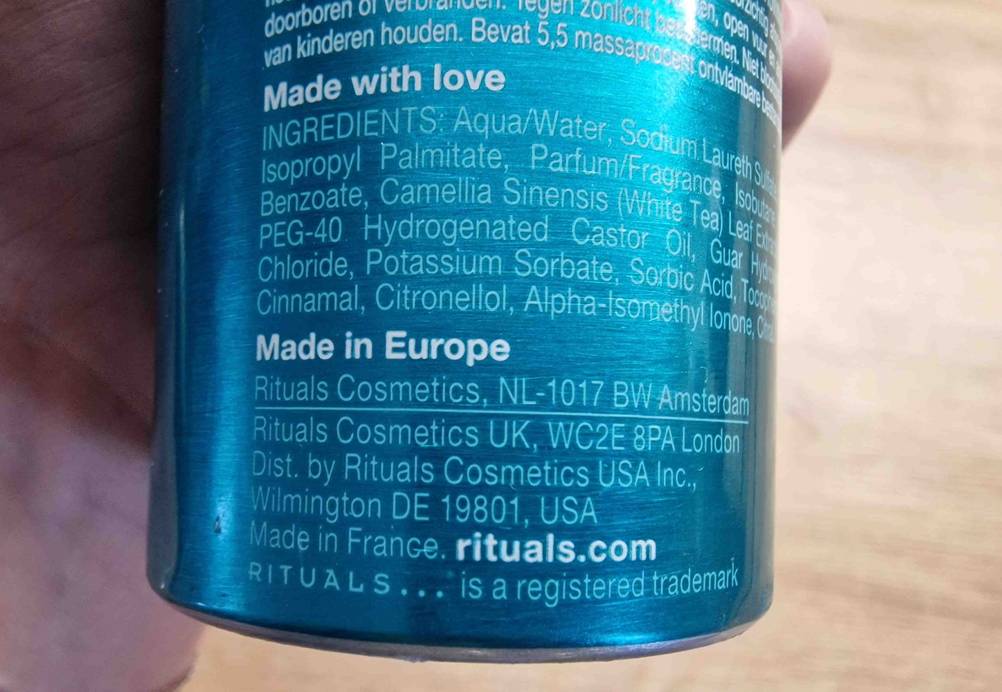 doorboren of verbranden. Tegen zonlicht
van kinderen houden. Bevat 5,5 massaprocent ontvlambare
Made with love
INGREDIENTS: Aqua/Water, Sodium Laureth
Isopropyl Palmitate, Parfum/Fragrance, Isobutane
Benzoate, Camellia Sinensis (White Tea) Leaf
PEG-40 Hydrogenated Castor Oil, Guar
Chloride, Potassium Sorbate, Sorbic Acid,
Cinnamal, Citronellol, Alpha-Isomethyl Ionone,
Made in Europe
Rituals Cosmetics, NL-1017 BW Amsterdam
Rituals Cosmetics UK, WC2E 8PA London
Dist. by Rituals Cosmetics USA Inc.,
Wilmington DE 19801, USA
Made in France. rituals.com
RITUALS... is a registered trademark